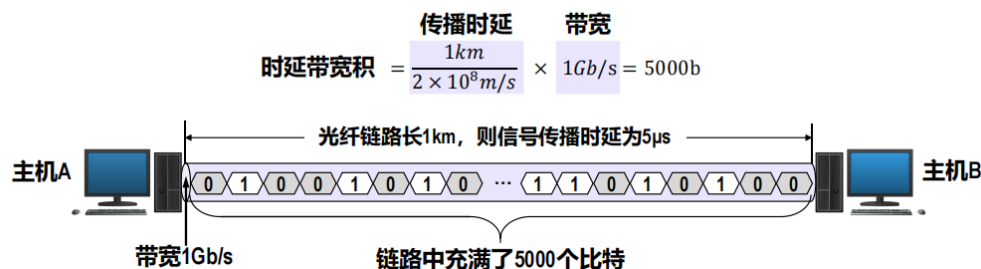 传播时延 带宽
时延带宽积 = 1km / 2 × 10⁸m/s × 1Gb/s = 5000b
光纤链路长1km，则信号传播时延为5μs
主机A 0 1 0 0 1 0 1 0 ... 1 1 0 1 0 1 0 0 主机B
带宽1Gb/s 链路中充满了5000个比特